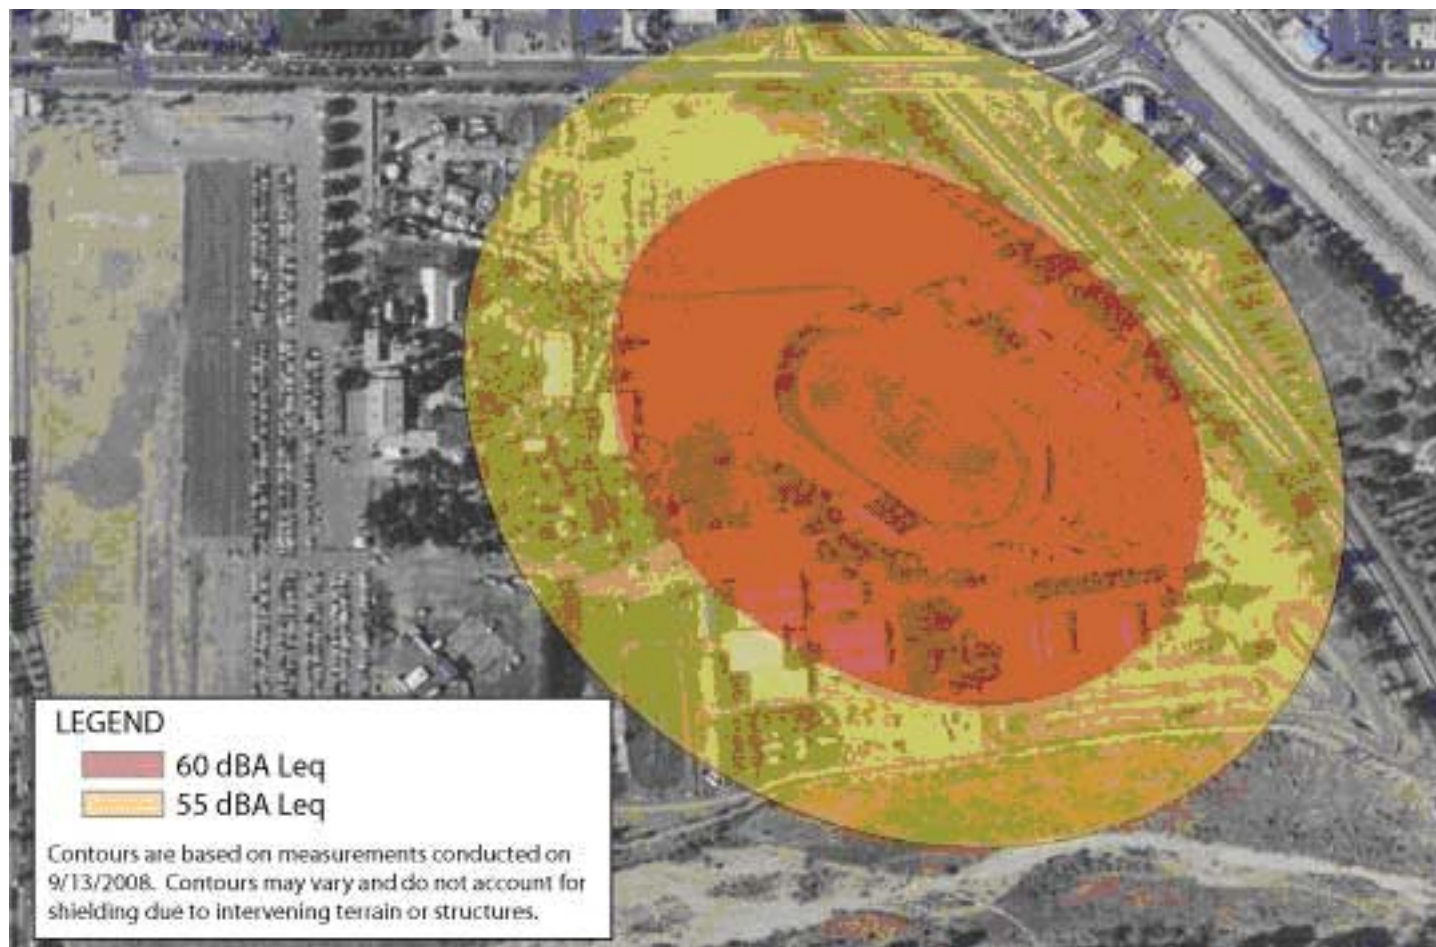 LEGEND
60 dBA Leq
55 dBA Leq
Contours are based on measurements conducted on
9/13/2008. Contours may vary and do not account for
shielding due to intervening terrain or structures.